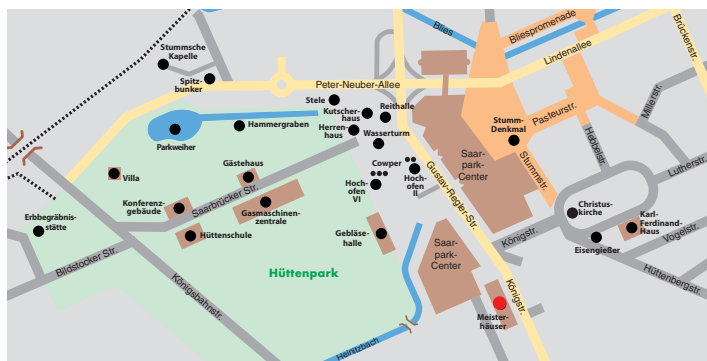 Bliespromenade
Brückenstr.
Blies
Lindenallee
Stummsche
Kapelle
Spitz-
bunker
Peter-Neuber-Allee
Stele
Kutscher-
haus
Reithalle
Herren-
haus
Wasserturm
Hammergraben
Parkweiher
Stumm-
Denkmal
Pasteurstr.
Millerstr.
Hebbelstr.
Lutherstr.
Villa
Gästehaus
Cowper
Hoch-
ofen
VI
Hoch-
ofen
II
Saar-
park-
Center
Stummstr.
Gustav-Regler-Str.
Konferenz-
gebäude
Saarbrücker Str.
Gasmaschinen-
zentrale
Christus-
kirche
Karl-
Ferdinand-
Haus
Erbbegräbnis-
stätte
Hüttenschule
Gebläse-
halle
Saar-
park-
Center
Königstr.
Eisengießer
Vogelstr.
Bildstocker Str.
Hüttenpark
Hüttenbergstr.
Königsbahnstr.
Königstr.
Meister-
häuser
Heinitzbach